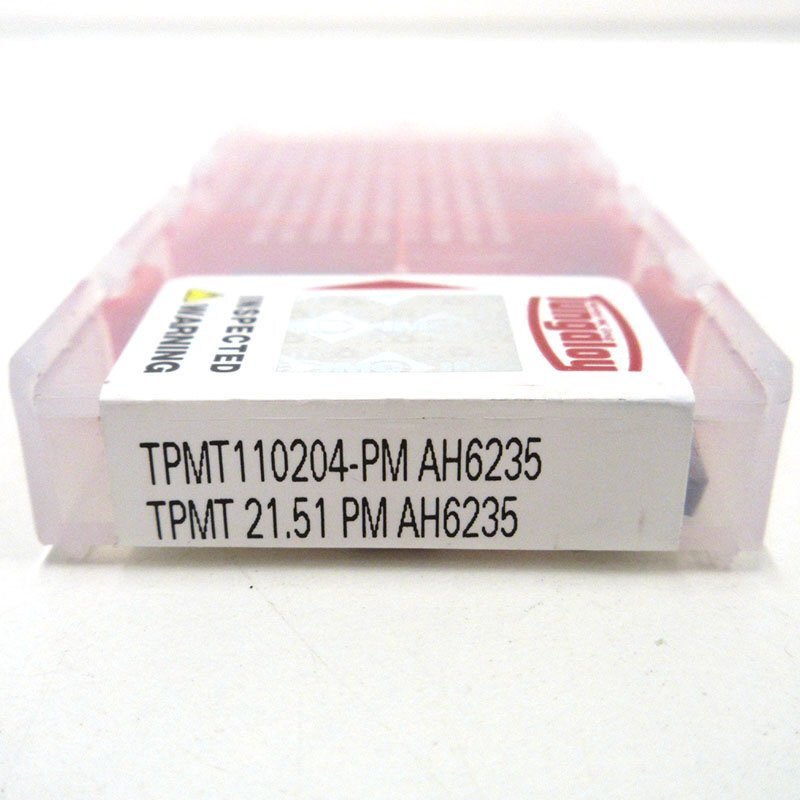 Tungaloy
INSPECTED
WARNING
TPMT110204-PM AH6235
TPMT 21.51 PM AH6235